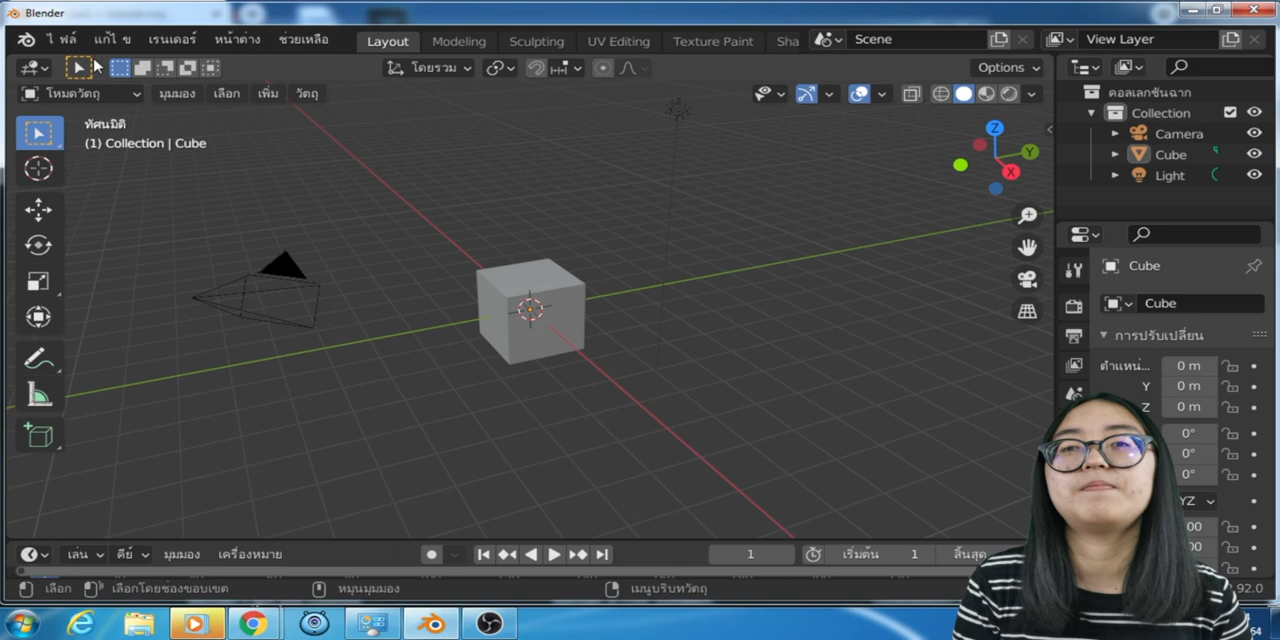 Blender
ไฟล์ แก้ไข เรนเดอร์ หน้าต่าง ช่วยเหลือ Layout Modeling Sculpting UV Editing Texture Paint Sha Scene View Layer
โดยรวม Options
โหมดวัตถุ มุมมอง เลือก เพิ่ม วัตถุ
คอลเลกชันฉาก
ทัศนมิติ
(1) Collection | Cube
Collection
Camera
Cube
Light
Z
Y
X
Cube
Cube
การปรับเปลี่ยน
ตำแหน่... 0 m
Y 0 m
Z 0 m
0°
0°
0°
YZ
00
00
เล่น คีย์ มุมมอง เครื่องหมาย 1 เริ่มต้น 1 สิ้นสุด
เลือก เลือกโดยช่องขอบเขต หมุนมุมมอง เมนูบริบทวัตถุ .92.0
64